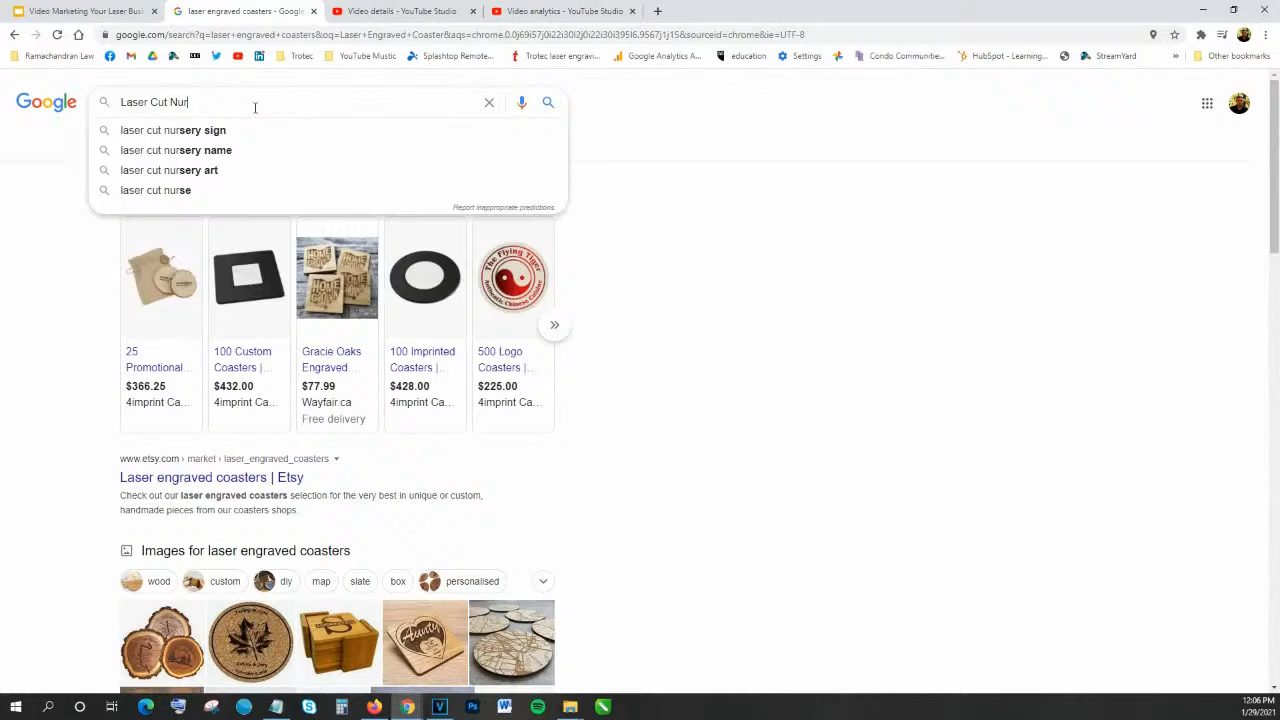 Video Marketing Your Laser Busi
laser engraved coasters - Google
Video details - YouTube Studio
Video analytics - YouTube Studio
google.com/search?q=laser+engraved+coasters&oq=Laser+Engraved+Coaster&aqs=chrome.0.0j69i57j0i22i30l2j0i22i30i395l6.9567j1j15&sourceid=chrome&ie=UTF-8
Ramachandran Law
Trotec
YouTube Music
Splashtop Remote...
Trotec laser engravi...
Google Analytics A...
education
Settings
HubSpot - Learning...
StreamYard
Other bookmarks
Google
Laser Cut Nur
laser cut nursery sign
laser cut nursery name
laser cut nursery art
laser cut nurse
Report inappropriate predictions
25
Promotional...
$366.25
4imprint Ca...
100 Custom
Coasters |...
$432.00
4imprint Ca...
Gracie Oaks
Engraved...
$77.99
Wayfair.ca
Free delivery
100 Imprinted
Coasters |...
$428.00
4imprint Ca...
The Flying Tiger
Authentic Chinese Cuisine
500 Logo
Coasters |...
$225.00
4imprint Ca...
www.etsy.com › market › laser_engraved_coasters
Laser engraved coasters | Etsy
Check out our laser engraved coasters selection for the very best in unique or custom,
handmade pieces from our coasters shops.
Images for laser engraved coasters
wood
custom
diy
map
slate
box
personalised
Aunty
12:06 PM
1/29/2021